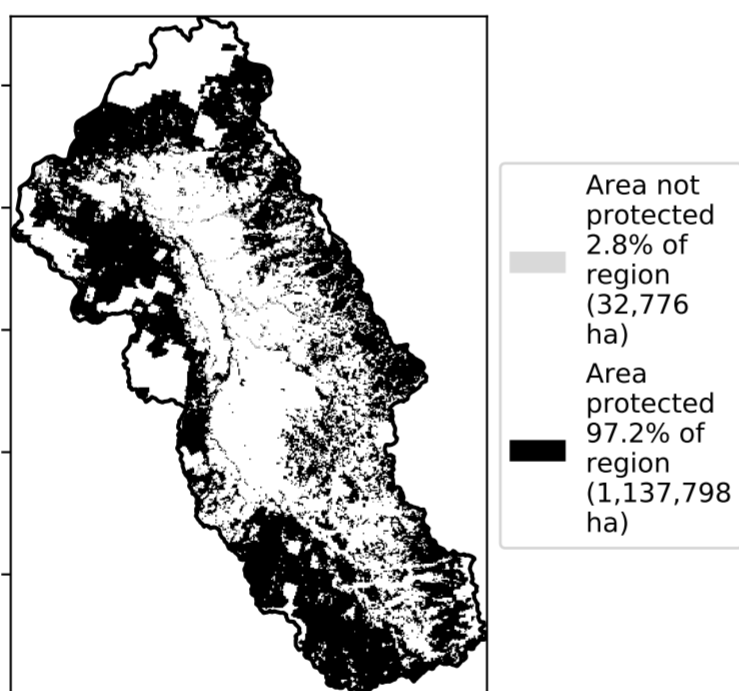 Area not
protected
2.8% of
region
(32,776
ha)
Area
protected
97.2% of
region
(1,137,798
ha)